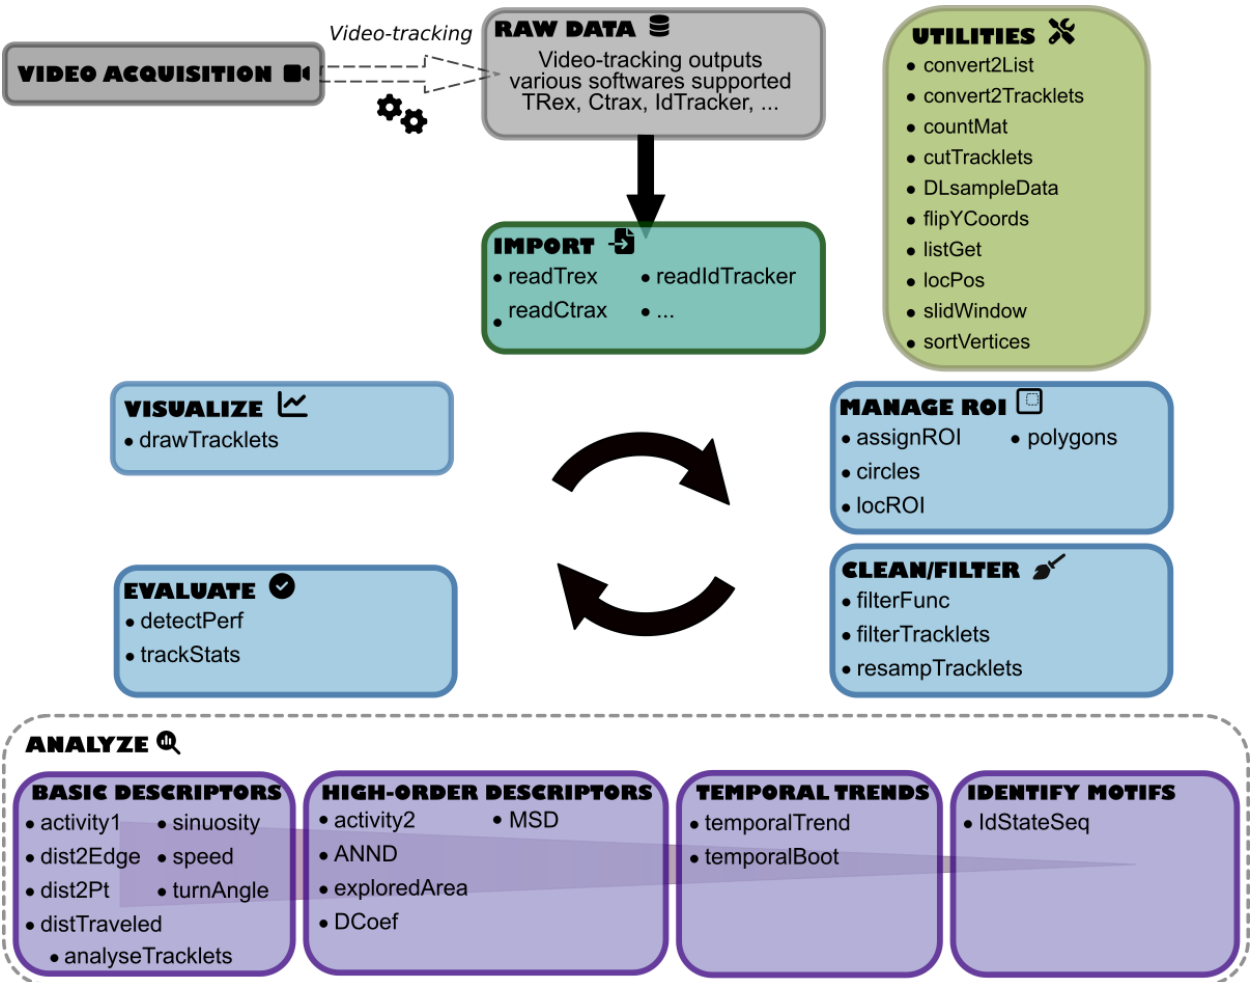 VIDEO ACQUISITION
Video-tracking
RAW DATA
Video-tracking outputs
various softwares supported
TRex, Ctrax, IdTracker, ...
UTILITIES
• convert2List
• convert2Tracklets
• countMat
• cutTracklets
• DLsampleData
• flipYCoords
• listGet
• locPos
• slidWindow
• sortVertices
IMPORT
• readTrex
• readCtrax
• readIdTracker
• ...
VISUALIZE
• drawTracklets
MANAGE ROI
• assignROI
• circles
• locROI
• polygons
EVALUATE
• detectPerf
• trackStats
CLEAN/FILTER
• filterFunc
• filterTracklets
• resampTracklets
ANALYZE
BASIC DESCRIPTORS
• activity1
• dist2Edge
• dist2Pt
• distTraveled
• sinuosity
• speed
• turnAngle
• analyseTracklets
HIGH-ORDER DESCRIPTORS
• activity2
• ANND
• exploredArea
• DCoef
• MSD
TEMPORAL TRENDS
• temporalTrend
• temporalBoot
IDENTIFY MOTIFS
• IdStateSeq